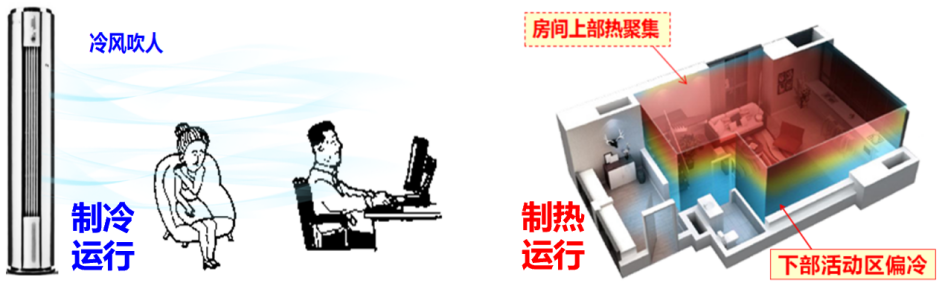 冷风吹人
制冷
运行
房间上部热聚集
制热
运行
下部活动区偏冷